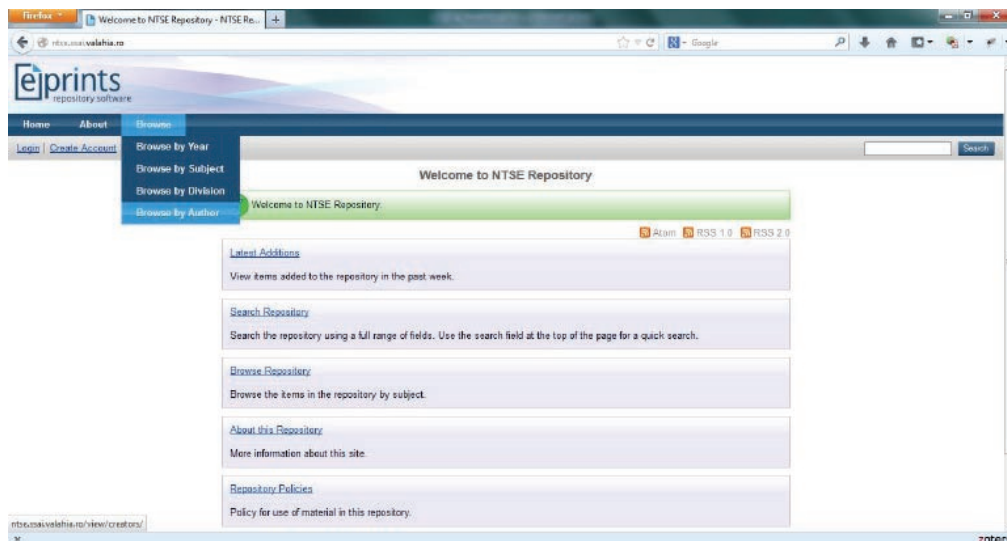 Firefox
Welcome to NTSE Repository - NTSE Re...
+
valahia.ro
Google
eprints
repository software
Home About Browse
Login | Create Account
Search
Browse by Year
Browse by Subject
Browse by Division
Browse by Author
Welcome to NTSE Repository
Welcome to NTSE Repository.
Atom RSS 1.0 RSS 2.0
Latest Additions
View items added to the repository in the past week.
Search Repository
Search the repository using a full range of fields. Use the search field at the top of the page for a quick search.
Browse Repository
Browse the items in the repository by subject.
About this Repository
More information about this site.
Repository Policies
Policy for use of material in this repository.
x